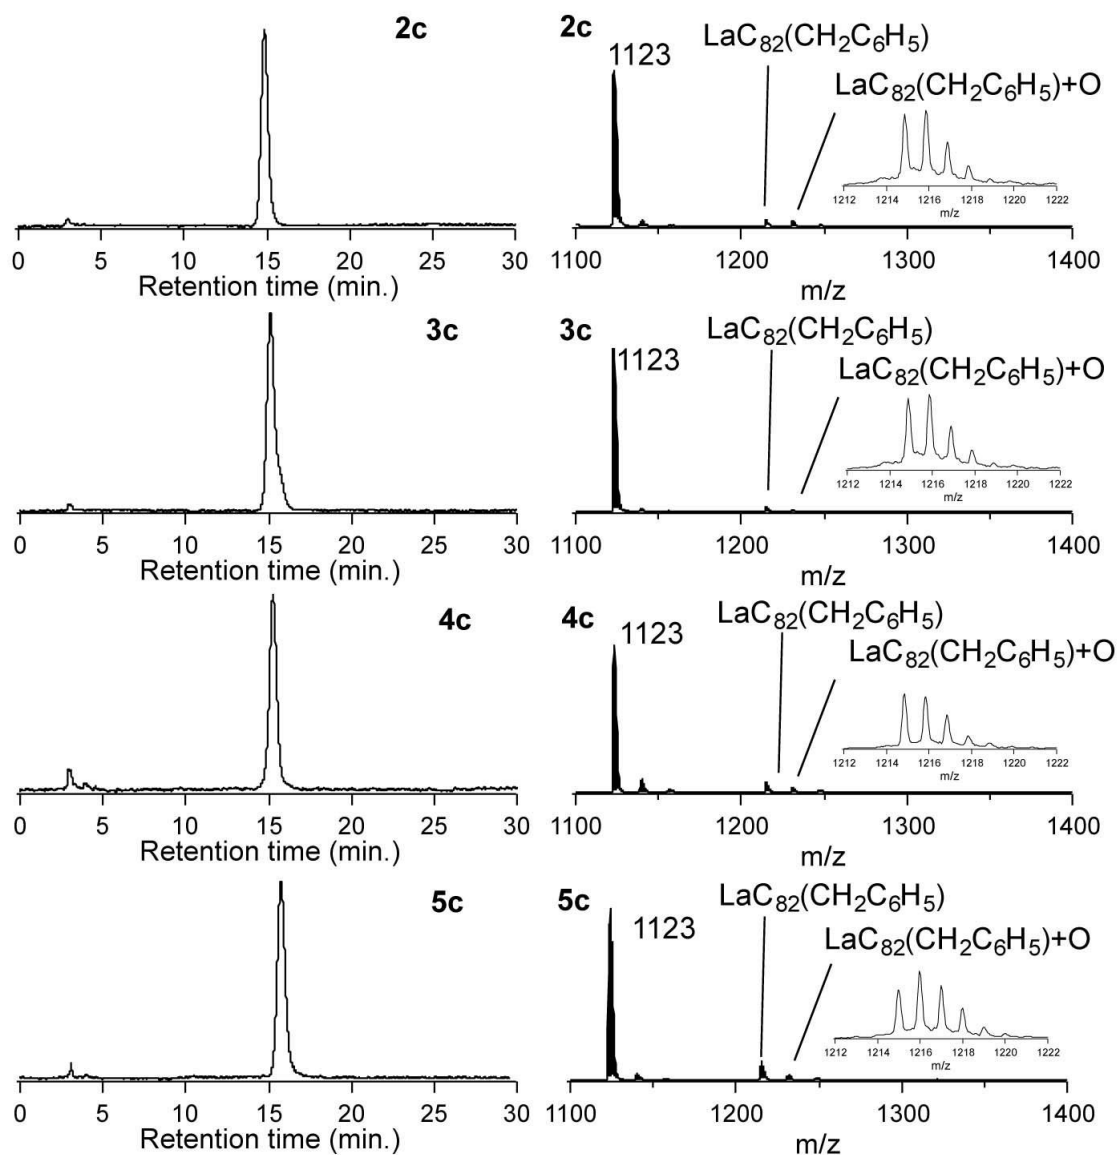 2c
0 5 10 15 20 25 30
Retention time (min.)
2c
1123
LaC82(CH2C6H5)
LaC82(CH2C6H5)+O
1212 1214 1216 1218 1220 1222
m/z
1100 1200 1300 1400
m/z
3c
0 5 10 15 20 25 30
Retention time (min.)
3c
1123
LaC82(CH2C6H5)
LaC82(CH2C6H5)+O
1212 1214 1216 1218 1220 1222
m/z
1100 1200 1300 1400
m/z
4c
0 5 10 15 20 25 30
Retention time (min.)
4c
1123
LaC82(CH2C6H5)
LaC82(CH2C6H5)+O
1212 1214 1216 1218 1220 1222
m/z
1100 1200 1300 1400
m/z
5c
0 5 10 15 20 25 30
Retention time (min.)
5c
1123
LaC82(CH2C6H5)
LaC82(CH2C6H5)+O
1212 1214 1216 1218 1220 1222
m/z
1100 1200 1300 1400
m/z